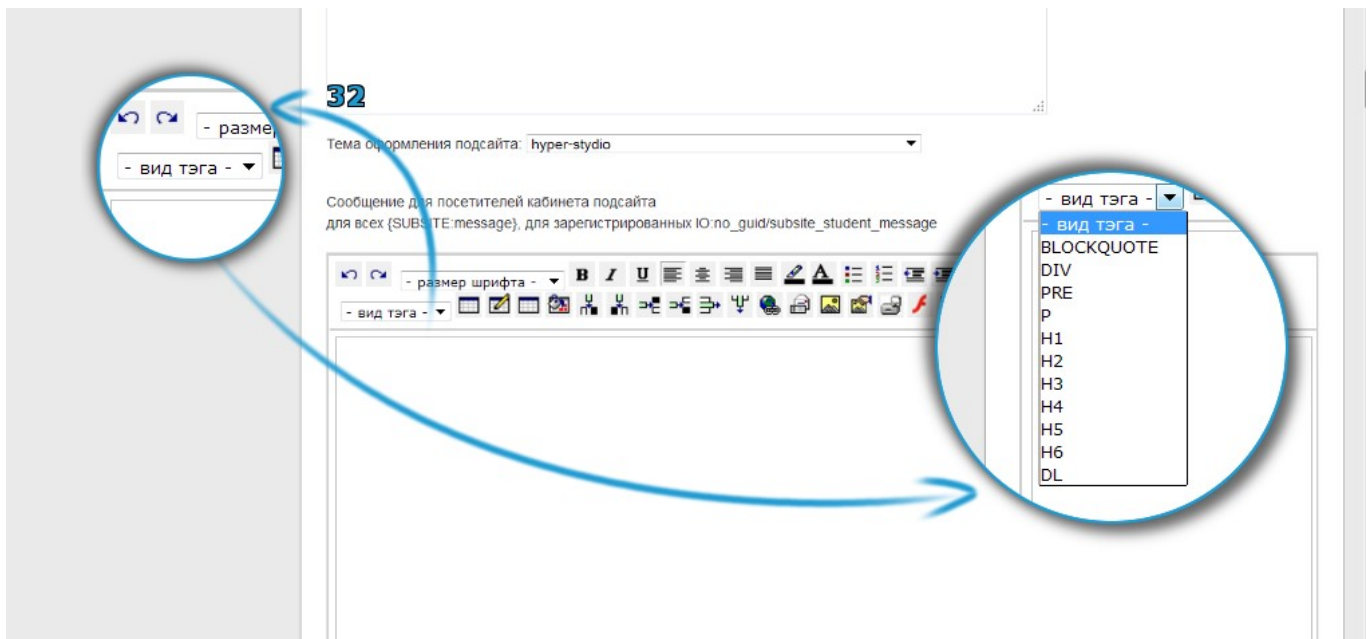 32
- размер
- вид тэга -
Тема оформления подсайта: hyper-stydio
Сообщение для посетителей кабинета подсайта
для всех {SUBSITE:message}, для зарегистрированных IO:no_guid/subsite_student_message
- размер шрифта - B I U A
- вид тэга -
- вид тэга -
- вид тэга -
BLOCKQUOTE
DIV
PRE
P
H1
H2
H3
H4
H5
H6
DL